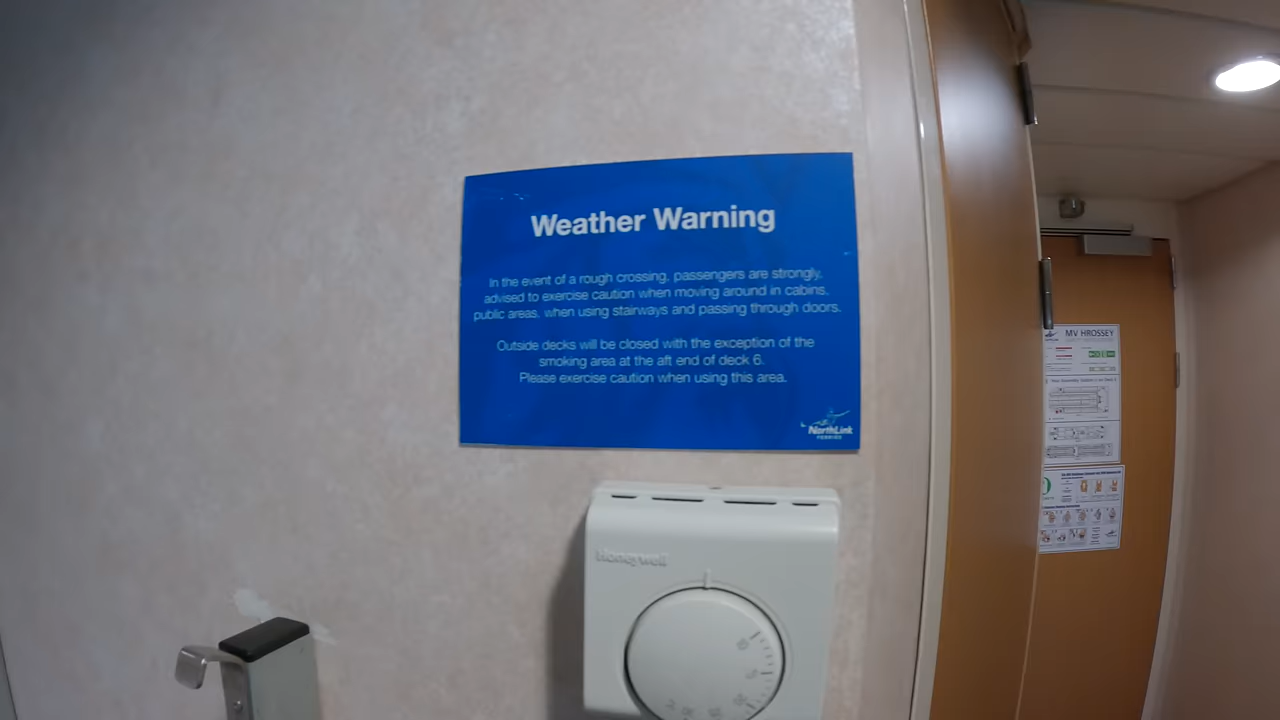 Weather Warning
In the event of a rough crossing, passengers are strongly
advised to exercise caution when moving around in cabins,
public areas, when using stairways and passing through doors.
Outside decks will be closed with the exception of the
smoking area at the aft end of deck 6.
Please exercise caution when using this area.
NorthLink
FERRIES
Honeywell
MV HROSSEY